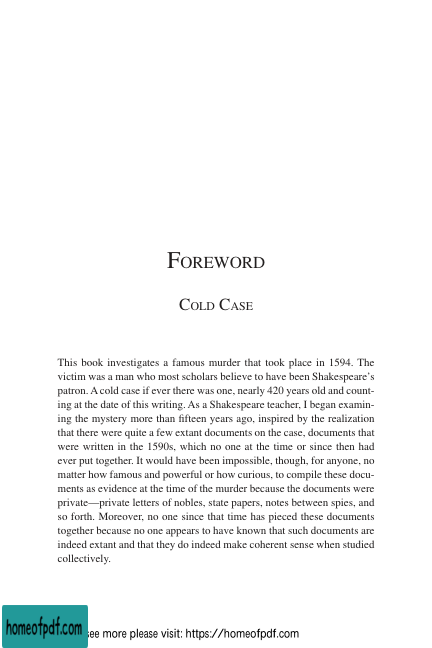 FOREWORD
COLD CASE
This book investigates a famous murder that took place in 1594. The
victim was a man who most scholars believe to have been Shakespeare's
patron. A cold case if ever there was one, nearly 420 years old and count-
ing at the date of this writing. As a Shakespeare teacher, I began examin-
ing the mystery more than fifteen years ago, inspired by the realization
that there were quite a few extant documents on the case, documents that
were written in the 1590s, which no one at the time or since then had
ever put together. It would have been impossible, though, for anyone, no
matter how famous and powerful or how curious, to compile these docu-
ments as evidence at the time of the murder because the documents were
private—private letters of nobles, state papers, notes between spies, and
so forth. Moreover, no one since that time has pieced these documents
together because no one appears to have known that such documents are
indeed extant and that they do indeed make coherent sense when studied
collectively.
homeofpdf.com
see more please visit: https://homeofpdf.com